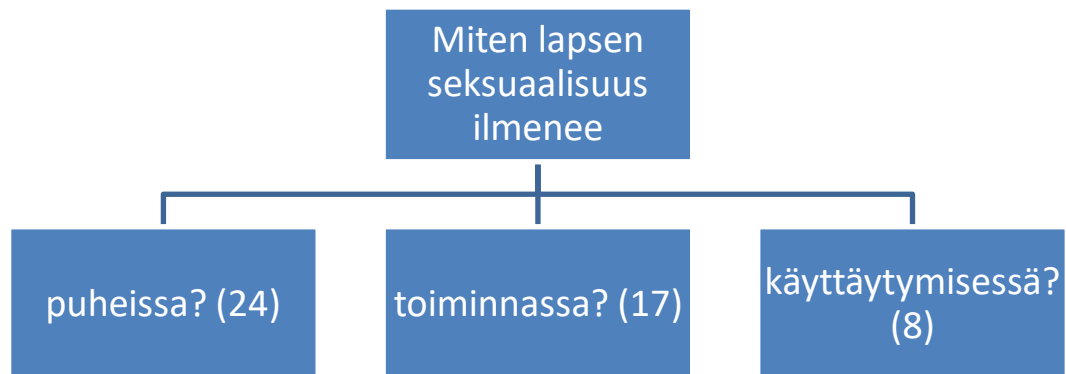 Miten lapsen
seksuaalisuus
ilmenee
puheissa? (24)
toiminnassa? (17)
käyttäytymisessä?
(8)